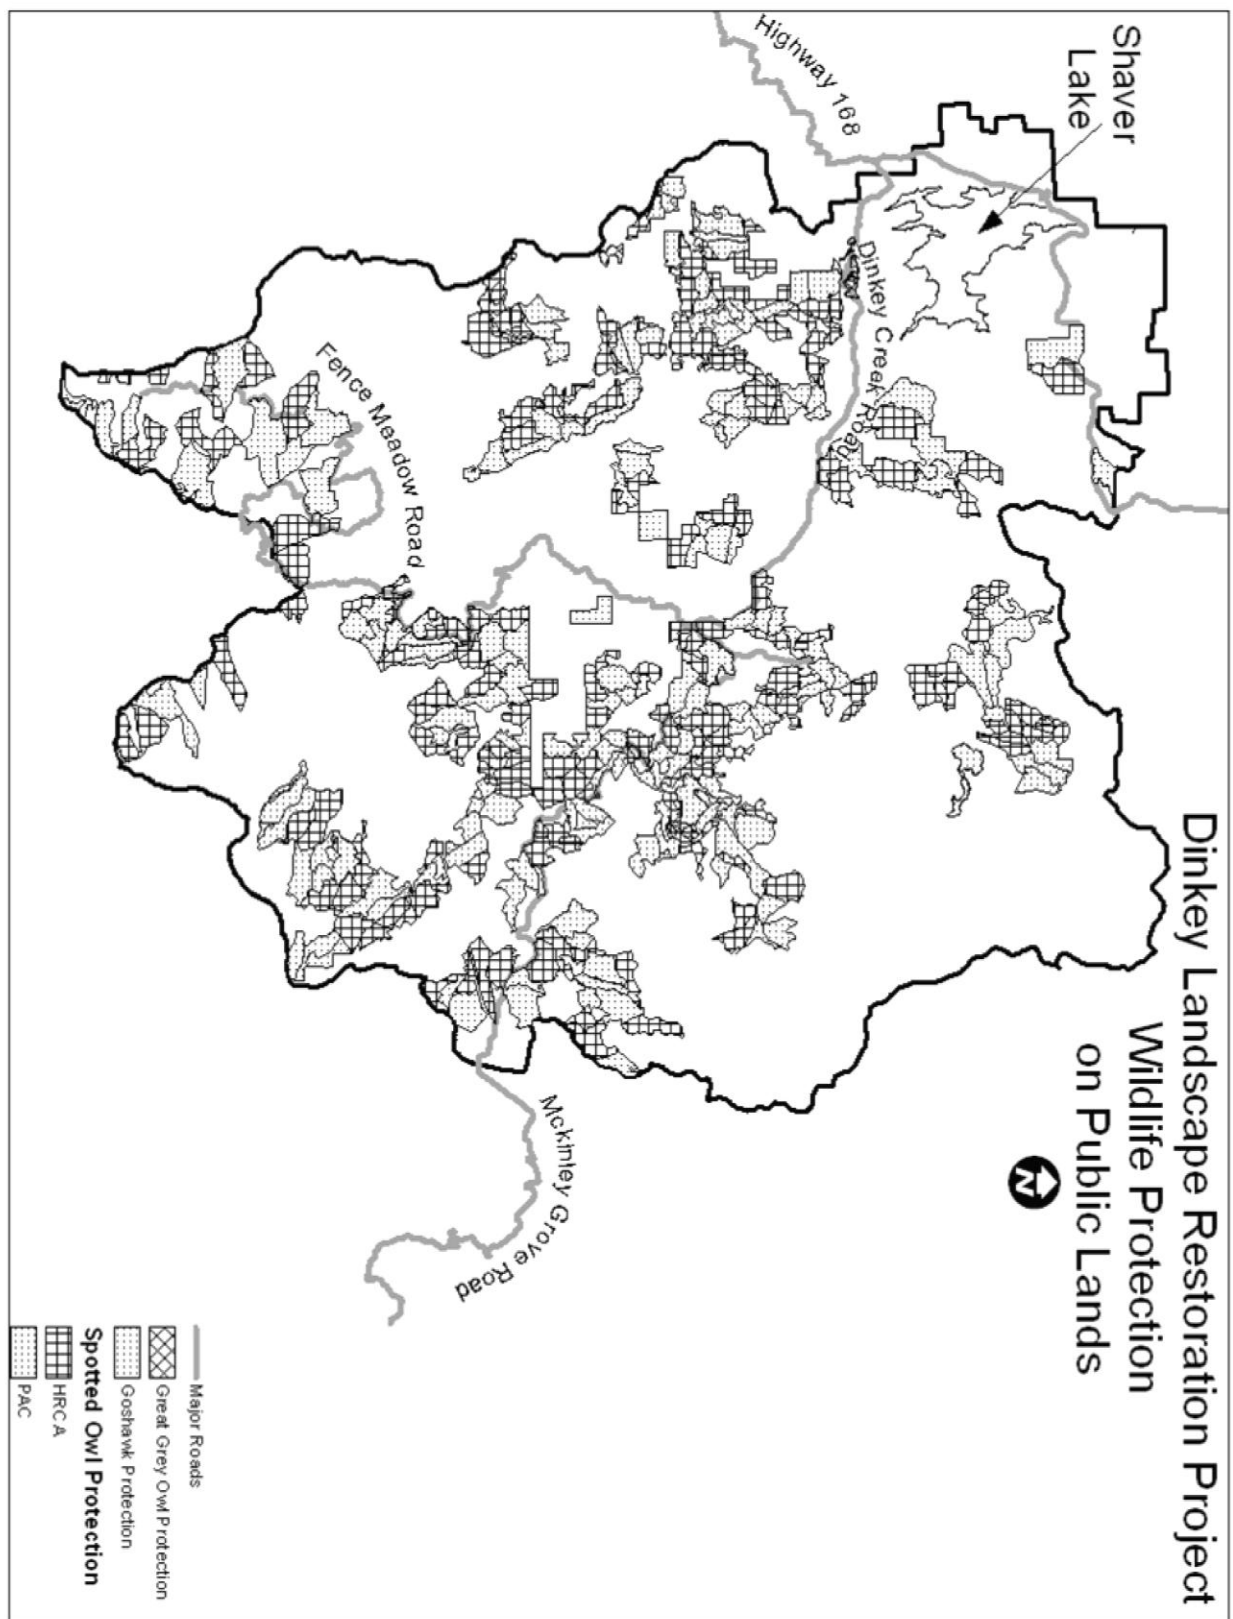 Dinkey Landscape Restoration Project
Wildlife Protection
on Public Lands
N
Shaver
Lake
Highway 168
Dinkey Creek Road
Fence Meadow Road
Mckinley Grove Road
Major Roads
Great Grey Owl Protection
Goshawk Protection
Spotted Owl Protection
HRCA
PAC